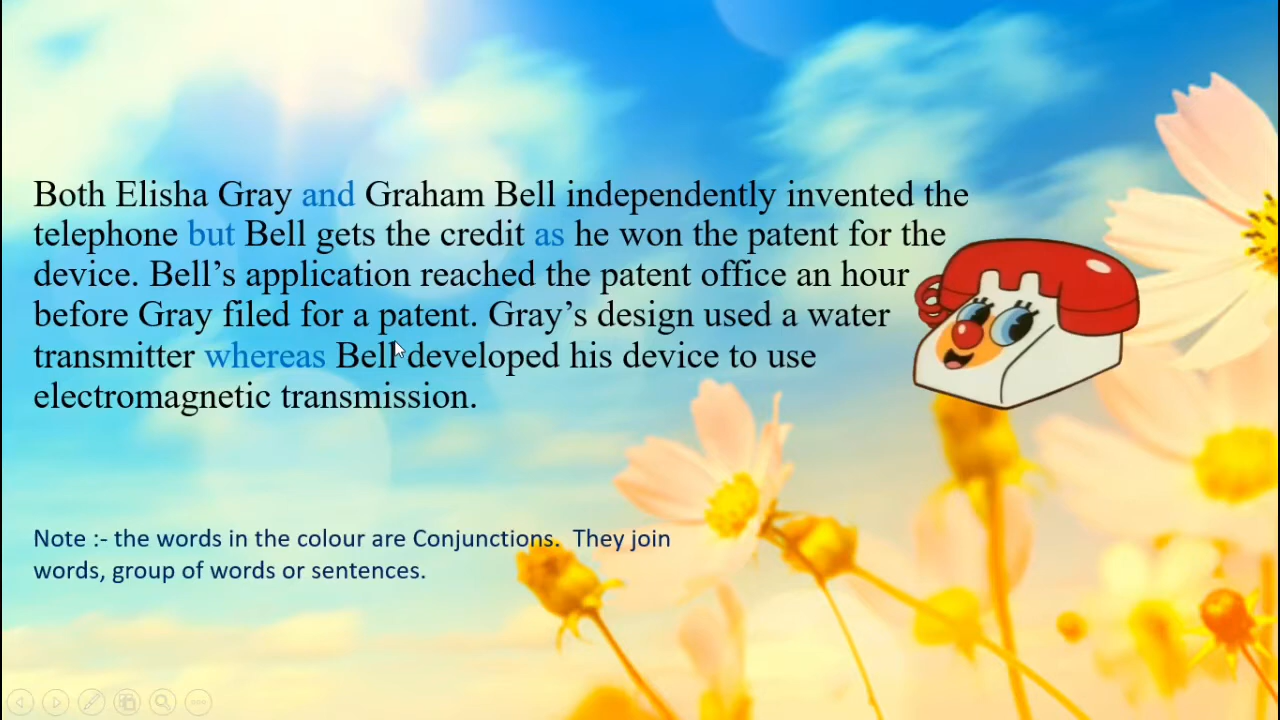 Both Elisha Gray and Graham Bell independently invented the
telephone but Bell gets the credit as he won the patent for the
device. Bell’s application reached the patent office an hour
before Gray filed for a patent. Gray’s design used a water
transmitter whereas Bell developed his device to use
electromagnetic transmission.
Note :- the words in the colour are Conjunctions.  They join
words, group of words or sentences.